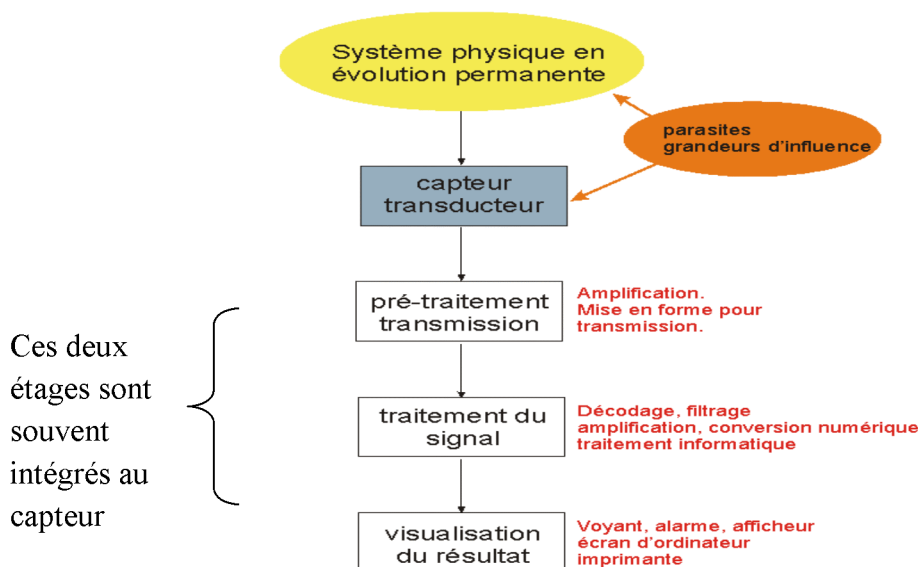 Système physique en
évolution permanente
parasites
grandeurs d'influence
capteur
transducteur
pré-traitement
transmission
Amplification.
Mise en forme pour
transmission.
Ces deux
étages sont
souvent
intégrés au
capteur
traitement du
signal
Décodage, filtrage
amplification, conversion numérique
traitement informatique
visualisation
du résultat
Voyant, alarme, afficheur
écran d'ordinateur
imprimante